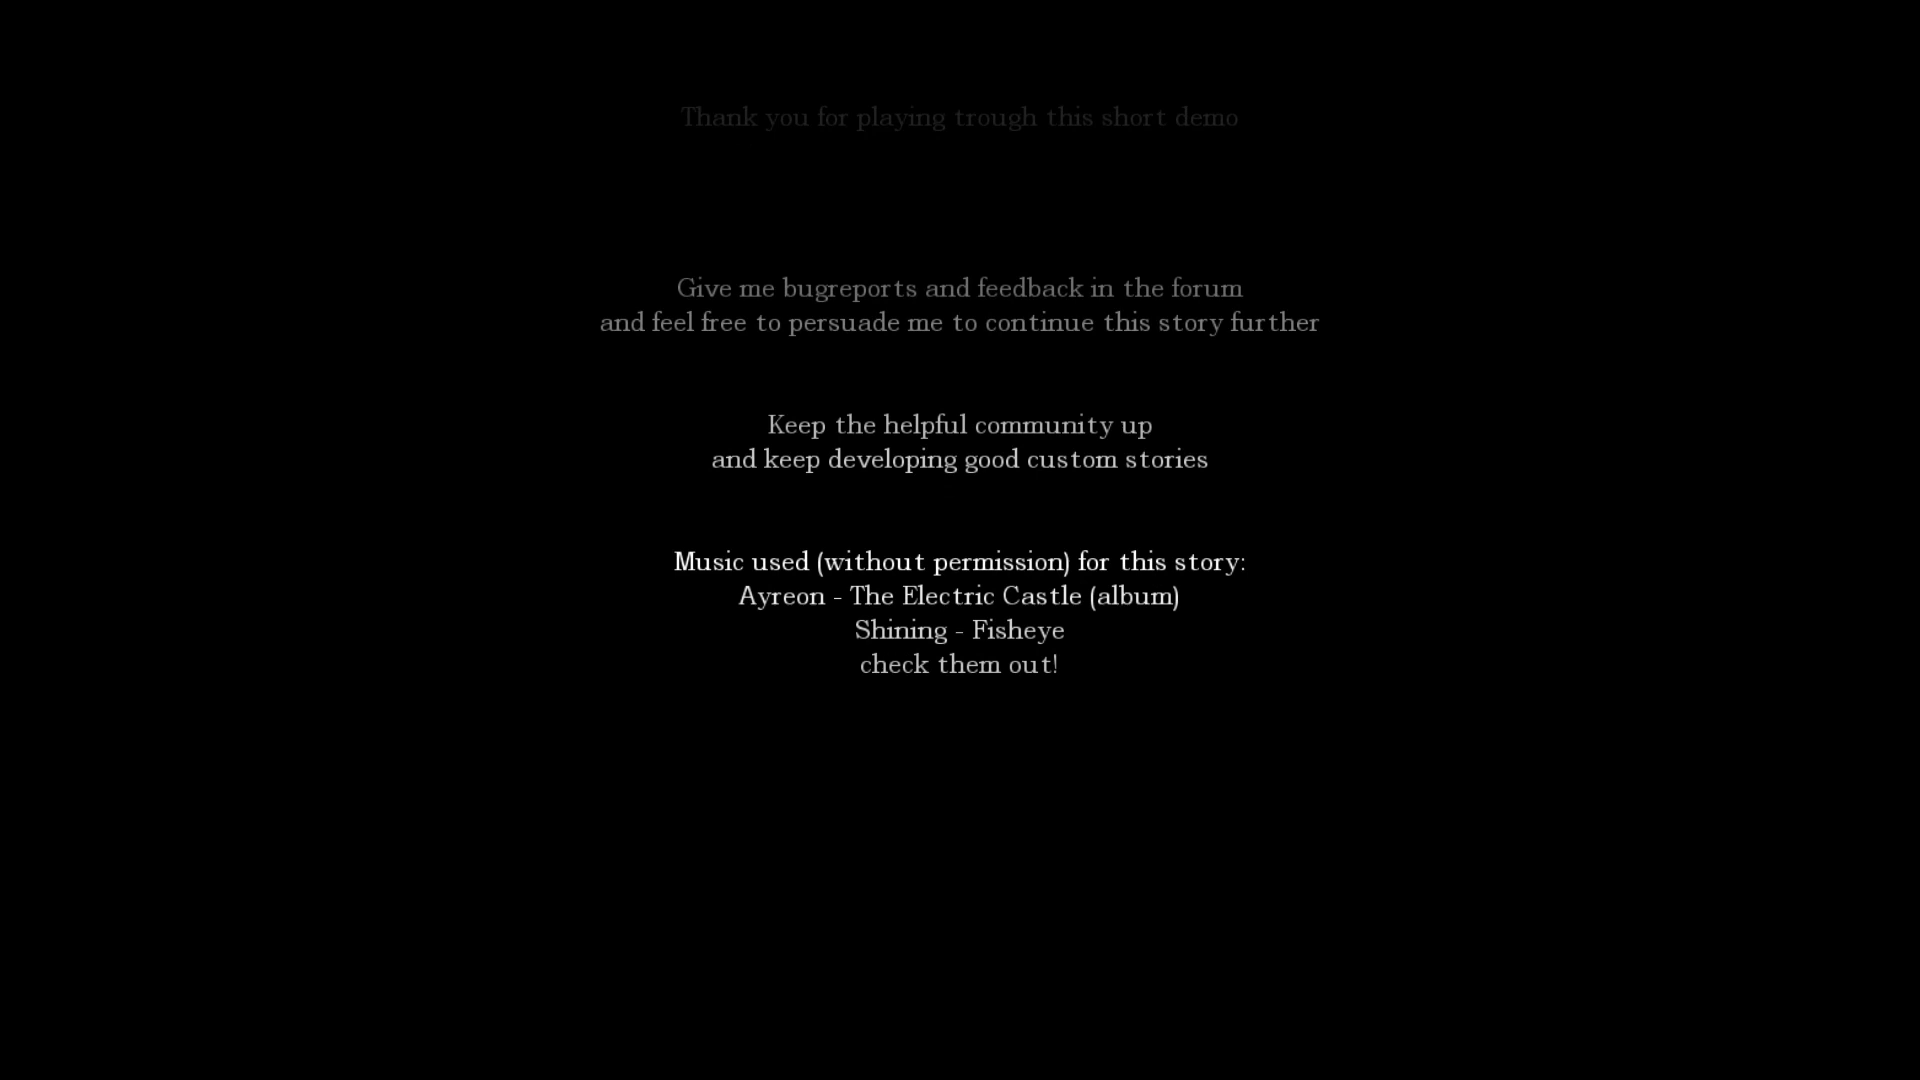 Thank you for playing trough this short demo
Give me bugreports and feedback in the forum
and feel free to persuade me to continue this story further
Keep the helpful community up
and keep developing good custom stories
Music used (without permission) for this story:
Ayreon - The Electric Castle (album)
Shining - Fisheye
check them out!